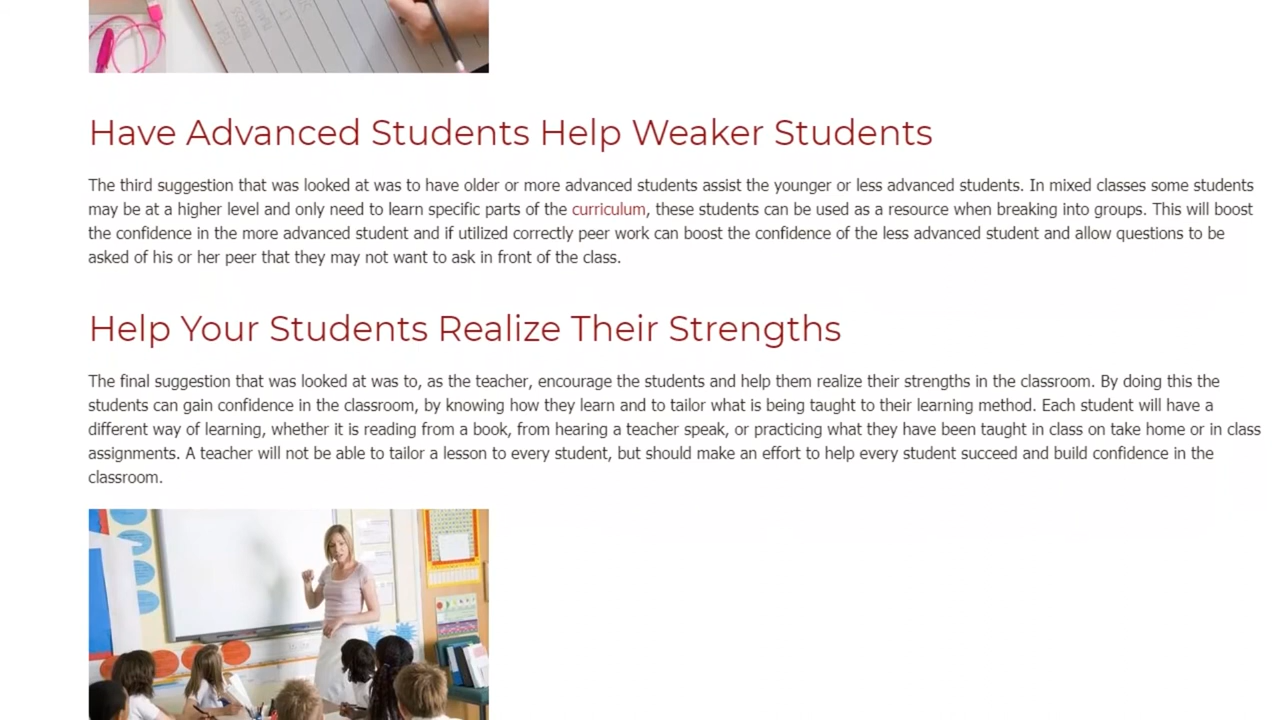 Have Advanced Students Help Weaker Students
The third suggestion that was looked at was to have older or more advanced students assist the younger or less advanced students. In mixed classes some students
may be at a higher level and only need to learn specific parts of the curriculum, these students can be used as a resource when breaking into groups. This will boost
the confidence in the more advanced student and if utilized correctly peer work can boost the confidence of the less advanced student and allow questions to be
asked of his or her peer that they may not want to ask in front of the class.
Help Your Students Realize Their Strengths
The final suggestion that was looked at was to, as the teacher, encourage the students and help them realize their strengths in the classroom. By doing this the
students can gain confidence in the classroom, by knowing how they learn and to tailor what is being taught to their learning method. Each student will have a
different way of learning, whether it is reading from a book, from hearing a teacher speak, or practicing what they have been taught in class on take home or in class
assignments. A teacher will not be able to tailor a lesson to every student, but should make an effort to help every student succeed and build confidence in the
classroom.